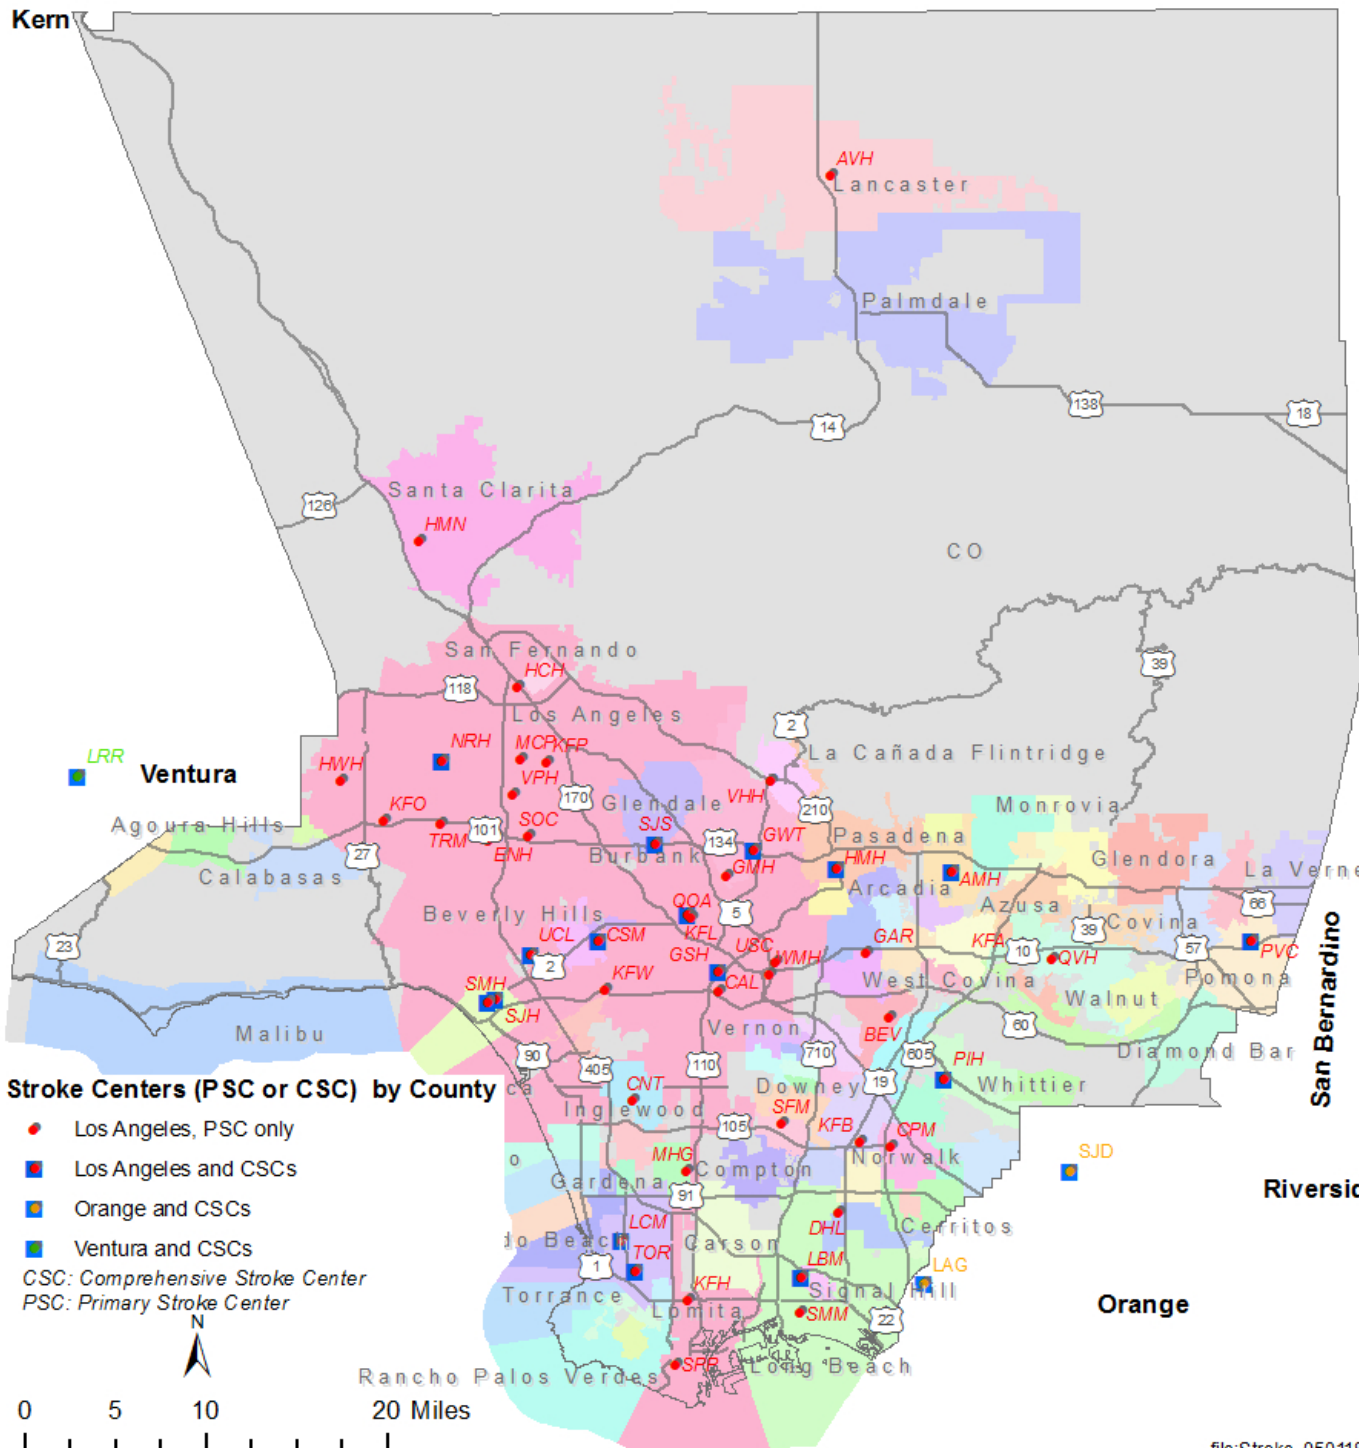 Kern
AVH
Lancaster
Palmdale
138
18
14
Santa Clarita
126
HMN
CO
San Fernando
HCH
39
118
Los Angeles
2
La Cañada Flintridge
LRR
Ventura
NRH
MCP
KFP
HWH
VPH
170
Glendale
VHH
210
Monrovia
Agoura Hills
KFO
TRM
101
SOC
ENH
SJS
Burbank
134
GWT
GMH
Pasadena
HMH
Arcadia
AMH
Glendora
La Verne
27
Calabasas
Azusa
66
Beverly Hills
QOA
KFL
5
39
Covina
23
UCL
CSM
2
GSH
USC
WMH
GAR
KFA
10
QVH
57
PVC
Pomona
KFW
CAL
West Covina
Walnut
SMH
SJH
Malibu
Vernon
BEV
60
Diamond Bar
San Bernardino
90
405
110
710
605
PIH
Whittier
Stroke Centers (PSC or CSC) by County
ca
CNT
Inglewood
Downey
19
SFM
105
KFB
CPM
Norwalk
Los Angeles, PSC only
Los Angeles and CSCs
Orange and CSCs
Ventura and CSCs
CSC: Comprehensive Stroke Center
PSC: Primary Stroke Center
o
MHG
Compton
Gardena
91
SJD
Riversid
LCM
do Beach
TOR
Carson
DHL
Cerritos
1
LBM
LAG
Torrance
KFH
Lomita
Signal Hill
SMM
22
Orange
N
SPP
Long Beach
Rancho Palos Verdes
0 5 10 20 Miles